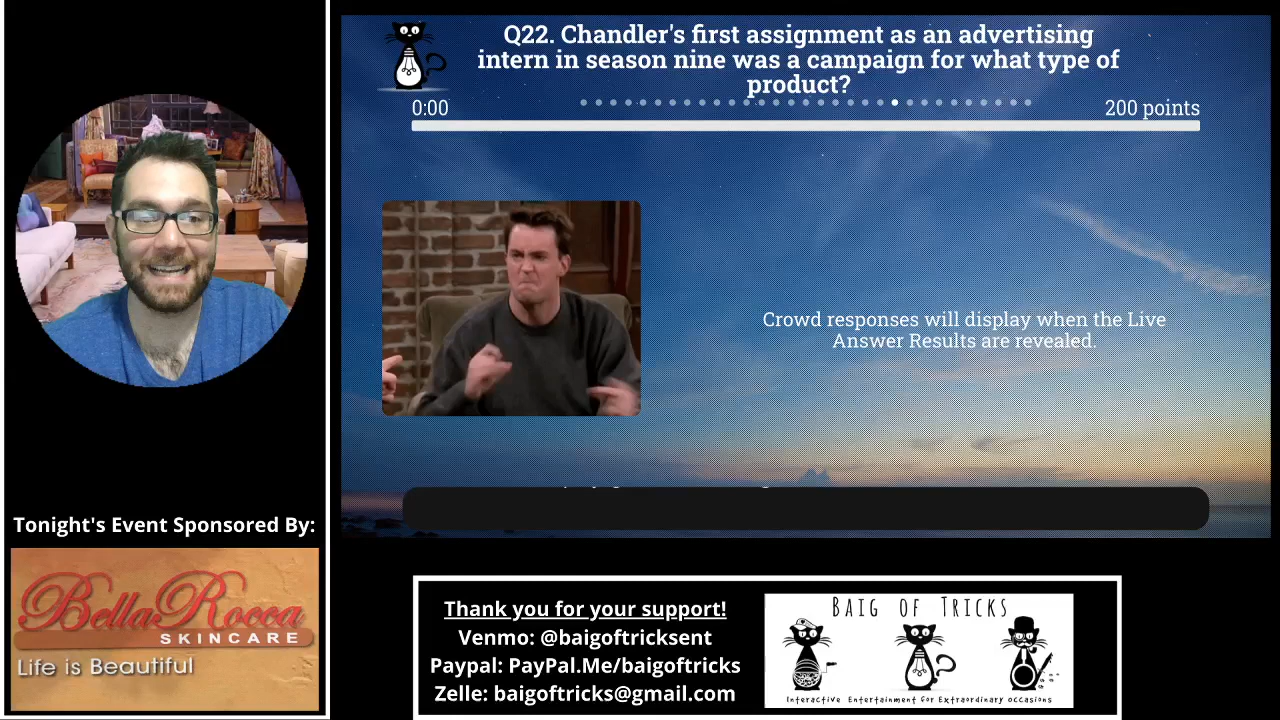 Q22. Chandler's first assignment as an advertising
intern in season nine was a campaign for what type of
product?
0:00
200 points
Crowd responses will display when the Live
Answer Results are revealed.
Tonight's Event Sponsored By:
BellaRocca
SKINCARE
Life is Beautiful
Thank you for your support!
Venmo: @baigoftricksent
Paypal: PayPal.Me/baigoftricks
Zelle: baigoftricks@gmail.com
BAIG OF TRICKS
Interactive Entertainment for Extraordinary occasions